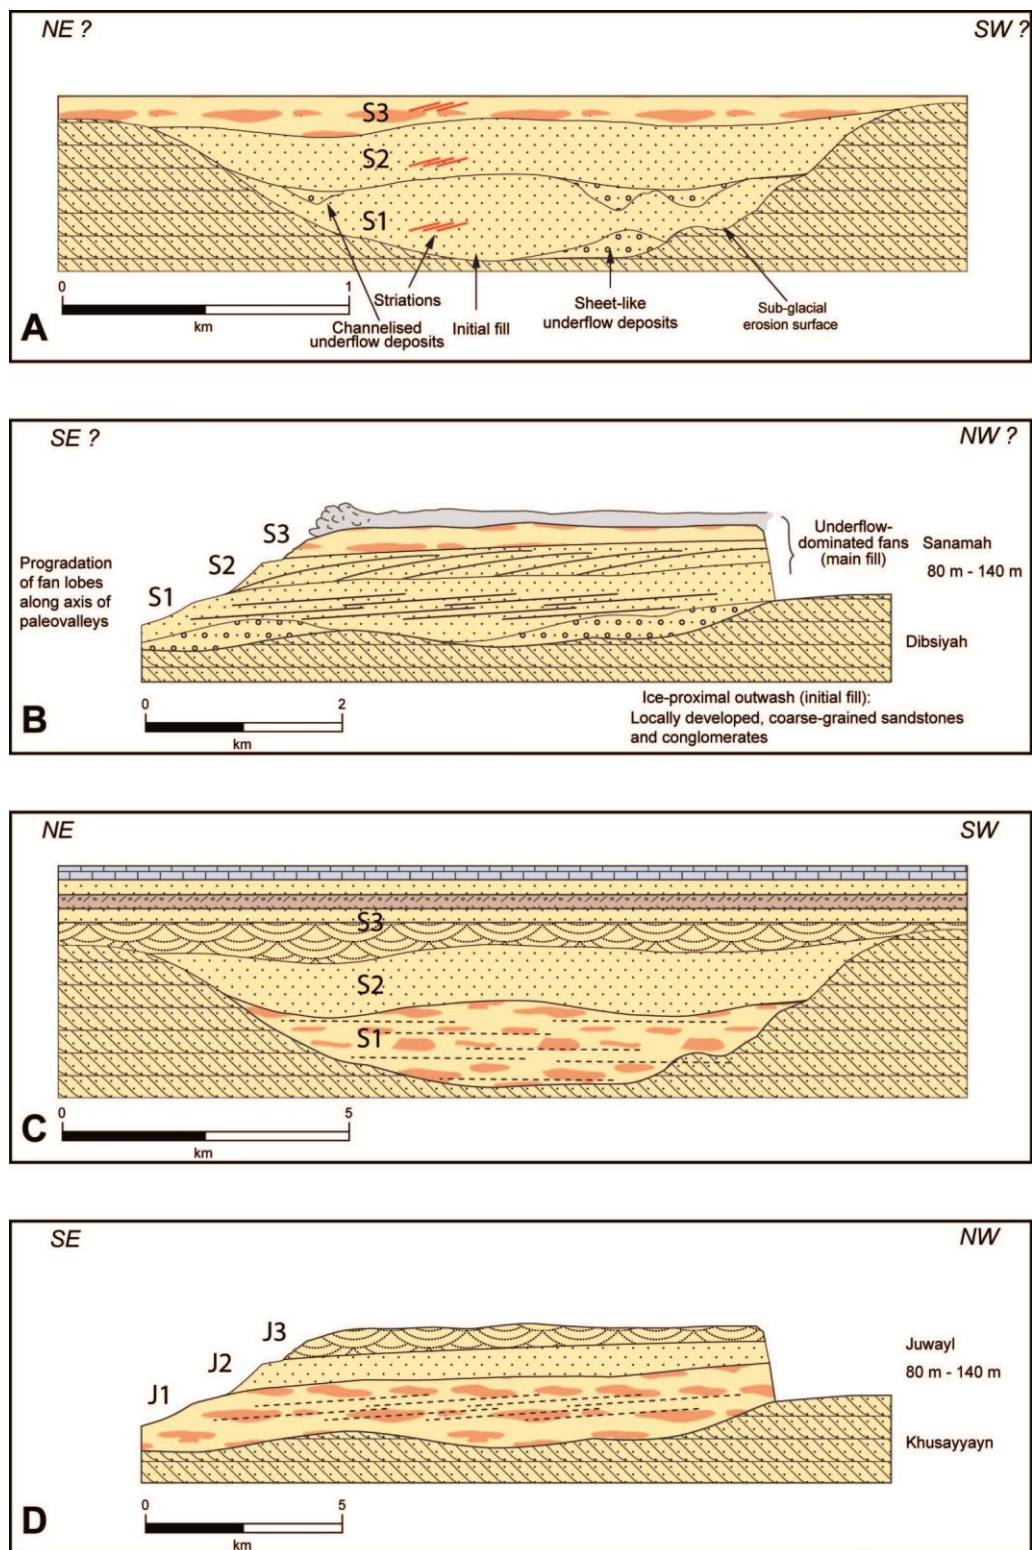 NE ?
SW ?
S3
S2
S1
0
1
km
Striations
Channelised
underflow deposits
Initial fill
Sheet-like
underflow deposits
Sub-glacial
erosion surface
A
SE ?
NW ?
S3
S2
S1
Progradation
of fan lobes
along axis of
paleovalleys
Underflow-
dominated fans
(main fill)
Sanamah
80 m - 140 m
Dibsiyah
0
2
km
Ice-proximal outwash (initial fill):
Locally developed, coarse-grained sandstones
and conglomerates
B
NE
SW
S3
S2
S1
0
5
km
C
SE
NW
J3
J2
J1
Juwayl
80 m - 140 m
Khusayyayn
0
5
km
D